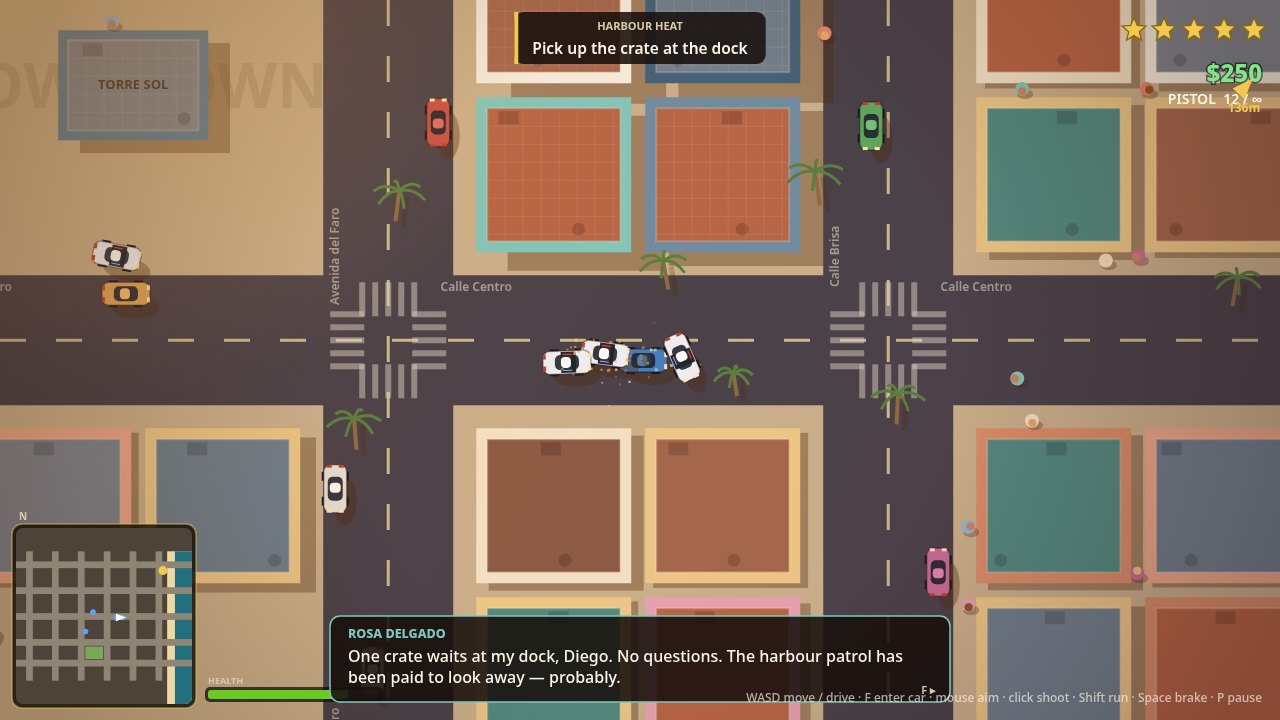 HARBOUR HEAT
Pick up the crate at the dock
$250
PISTOL 12 / ∞
136m
TORRE SOL
Avenida del Faro
Calle Brisa
Calle Centro
Calle Centro
ro
N
HEALTH
ROSA DELGADO
One crate waits at my dock, Diego. No questions. The harbour patrol has
been paid to look away — probably.
F ▸
WASD move / drive · F enter car · mouse aim · click shoot · Shift run · Space brake · P pause
ro